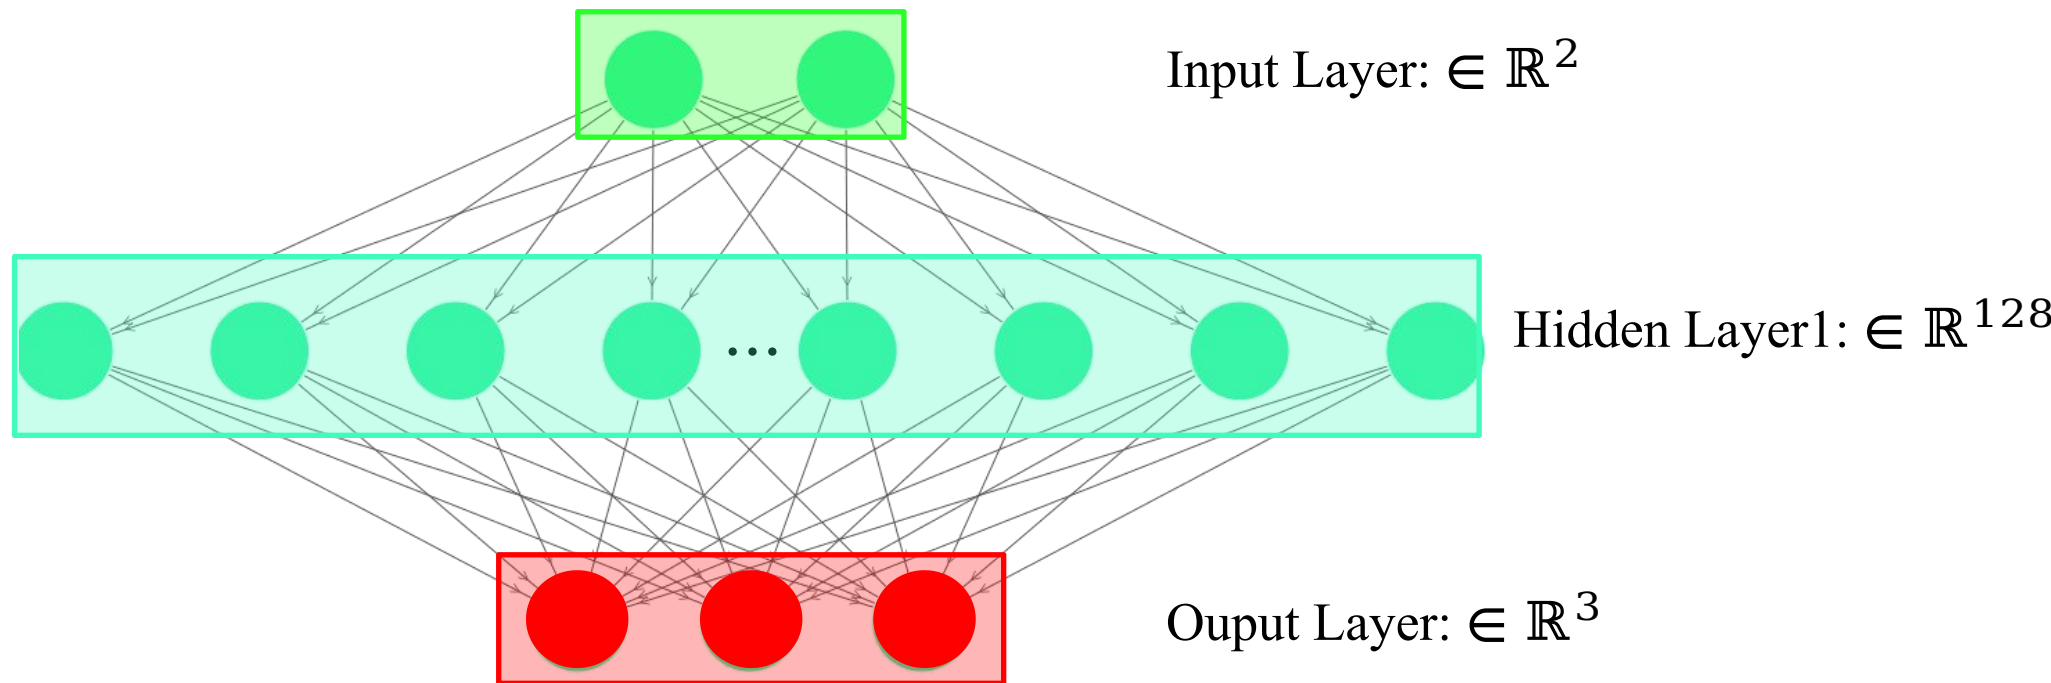 Input Layer: ∈ ℝ²
...
Hidden Layer1: ∈ ℝ¹²⁸
Ouput Layer: ∈ ℝ³